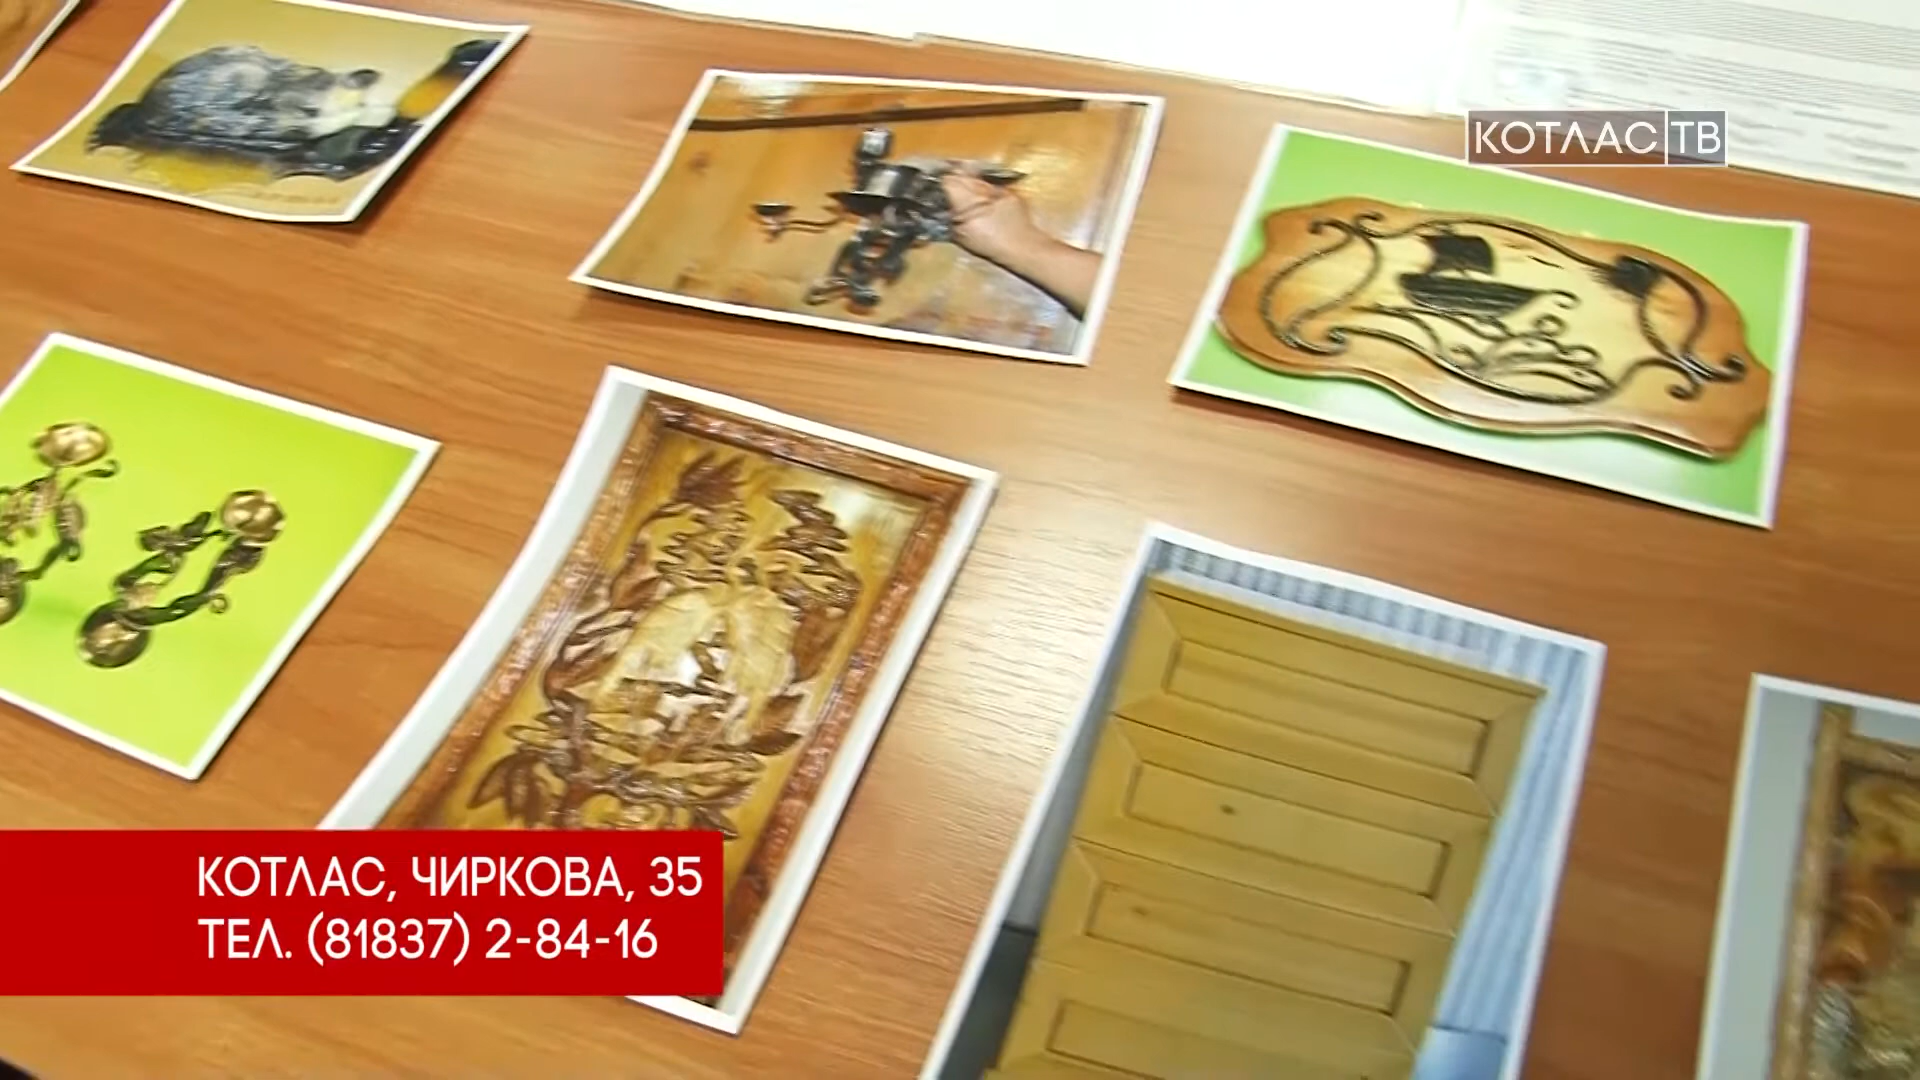 КОТЛАС ТВ
КОТЛАС, ЧИРКОВА, 35
ТЕЛ. (81837) 2-84-16